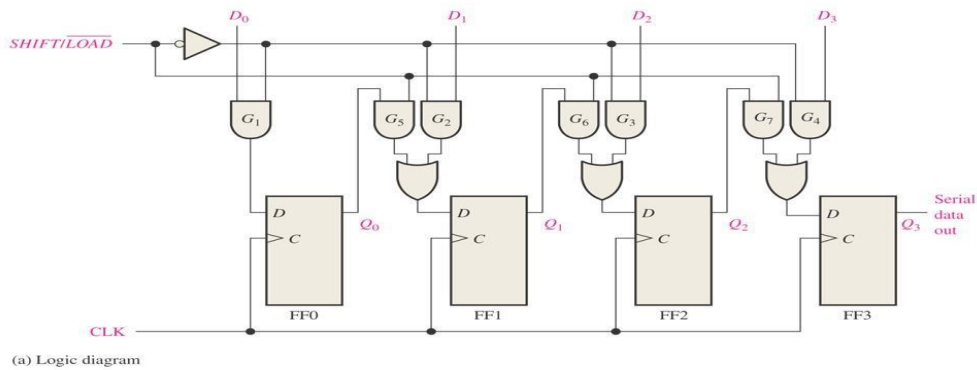 D₀ D₁ D₂ D₃
SHIFT/L̅O̅A̅D̅
G₁ G₅ G₂ G₆ G₃ G₇ G₄
D D D D
Q₀ Q₁ Q₂ Q₃
Serial
data
out
C C C C
FF0 FF1 FF2 FF3
CLK
(a) Logic diagram